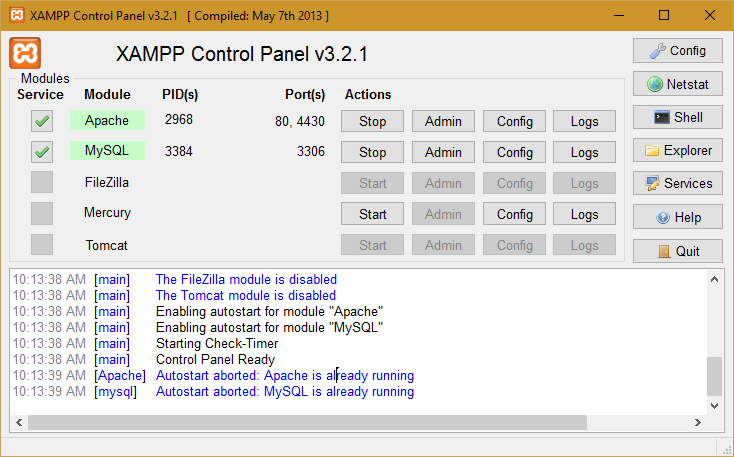 XAMPP Control Panel v3.2.1 [ Compiled: May 7th 2013 ]
XAMPP Control Panel v3.2.1
Config
Modules
Service Module PID(s) Port(s) Actions
Netstat
Apache 2968 80, 4430 Stop Admin Config Logs
Shell
MySQL 3384 3306 Stop Admin Config Logs
Explorer
FileZilla Start Admin Config Logs
Services
Mercury Start Admin Config Logs
Help
Tomcat Start Admin Config Logs
Quit
10:13:38 AM [main] The FileZilla module is disabled
10:13:38 AM [main] The Tomcat module is disabled
10:13:38 AM [main] Enabling autostart for module "Apache"
10:13:38 AM [main] Enabling autostart for module "MySQL"
10:13:38 AM [main] Starting Check-Timer
10:13:38 AM [main] Control Panel Ready
10:13:39 AM [Apache] Autostart aborted: Apache is already running
10:13:39 AM [mysql] Autostart aborted: MySQL is already running